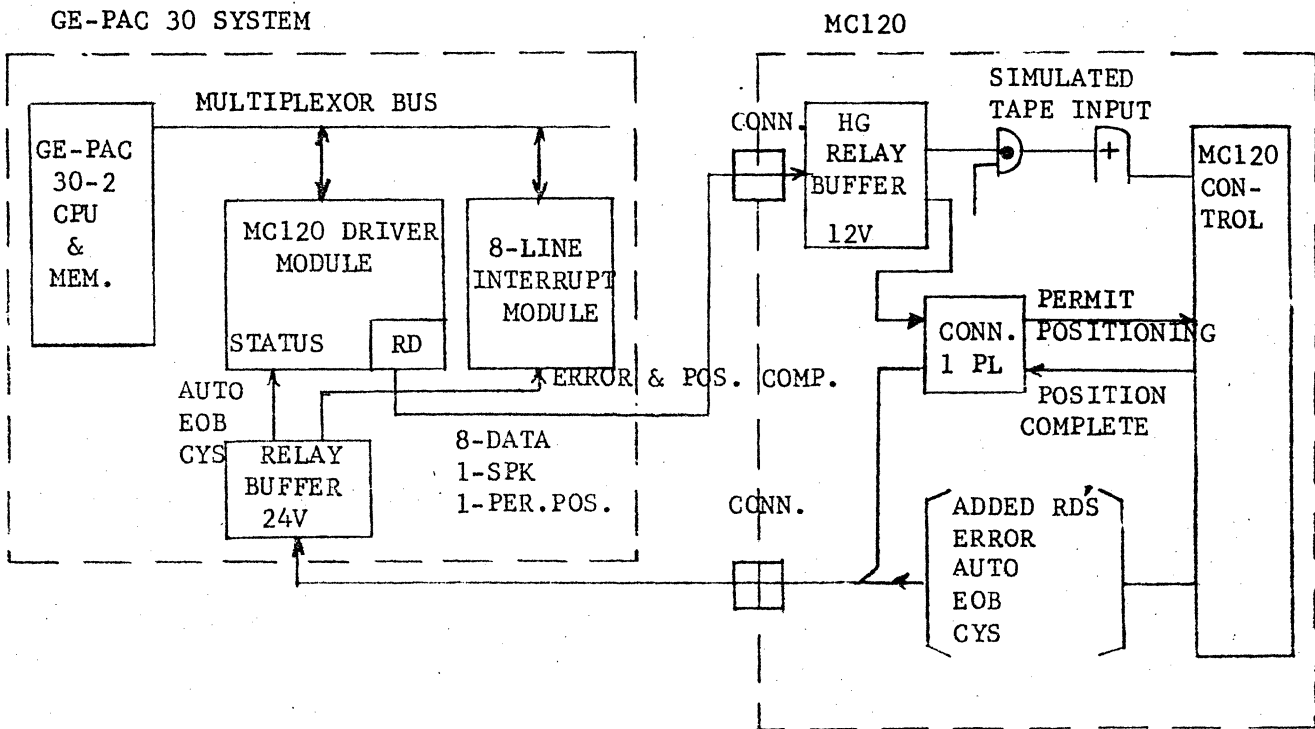 GE-PAC 30 SYSTEM
MC120
MULTIPLEXOR BUS
GE-PAC
30-2
CPU
&
MEM.
MC120 DRIVER
MODULE
STATUS
RD
8-LINE
INTERRUPT
MODULE
AUTO
EOB
CYS
RELAY
BUFFER
24V
ERROR & POS. COMP.
8-DATA
1-SPK
1-PER.POS.
CONN.
HG
RELAY
BUFFER
12V
SIMULATED
TAPE INPUT
+
MC120
CON-
TROL
CONN.
1 PL
PERMIT
POSITIONING
POSITION
COMPLETE
CONN.
ADDED RD'S
ERROR
AUTO
EOB
CYS